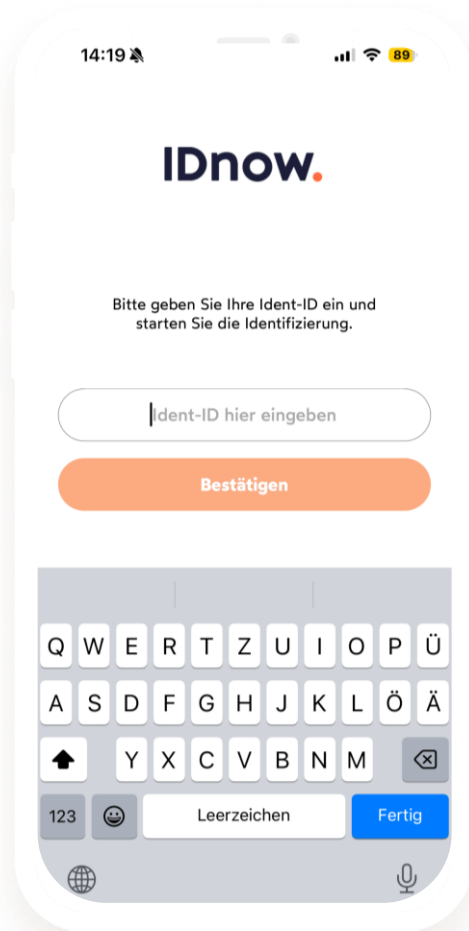 14:19
89
IDnow.
Bitte geben Sie Ihre Ident-ID ein und
starten Sie die Identifizierung.
Ident-ID hier eingeben
Bestätigen
Q W E R T Z U I O P Ü
A S D F G H J K L Ö Ä
Y X C V B N M
123 Leerzeichen Fertig